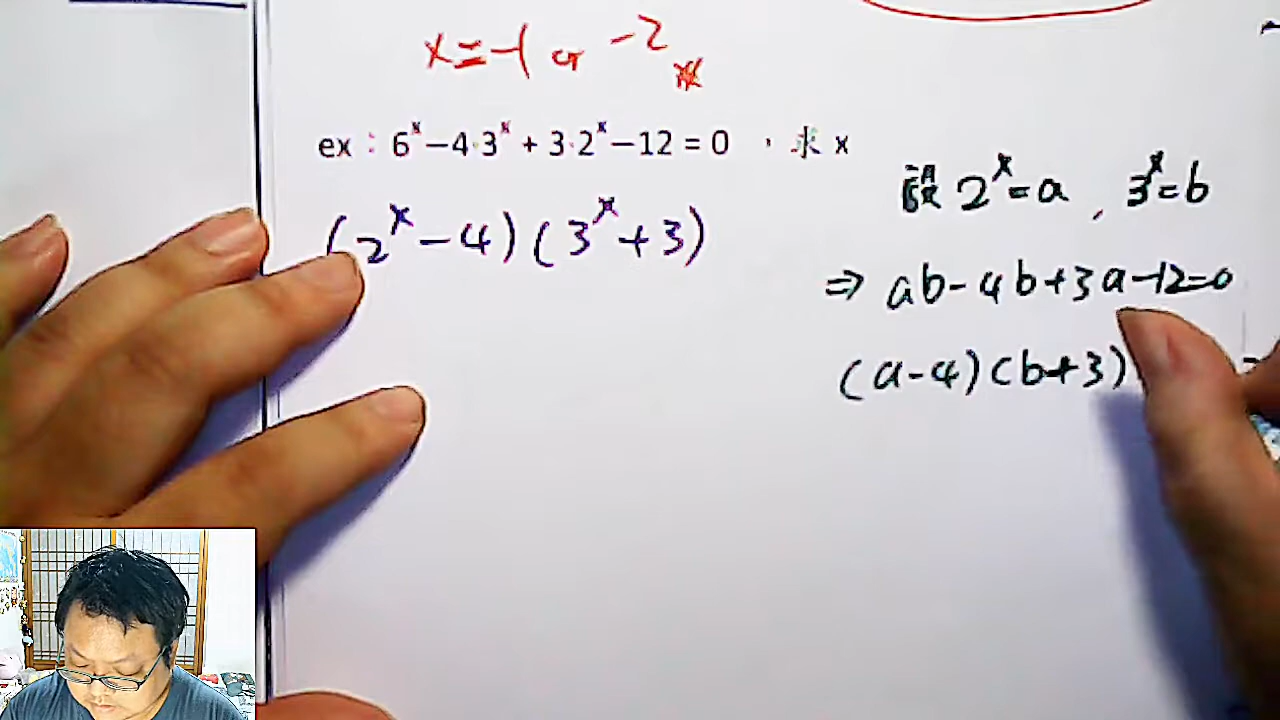 x=-1 or -2
ex：6ˣ-4·3ˣ+3·2ˣ-12=0，求 x
(2ˣ-4)(3ˣ+3)
設 2ˣ=a , 3ˣ=b
⇒ ab-4b+3a-12=0
(a-4)(b+3)